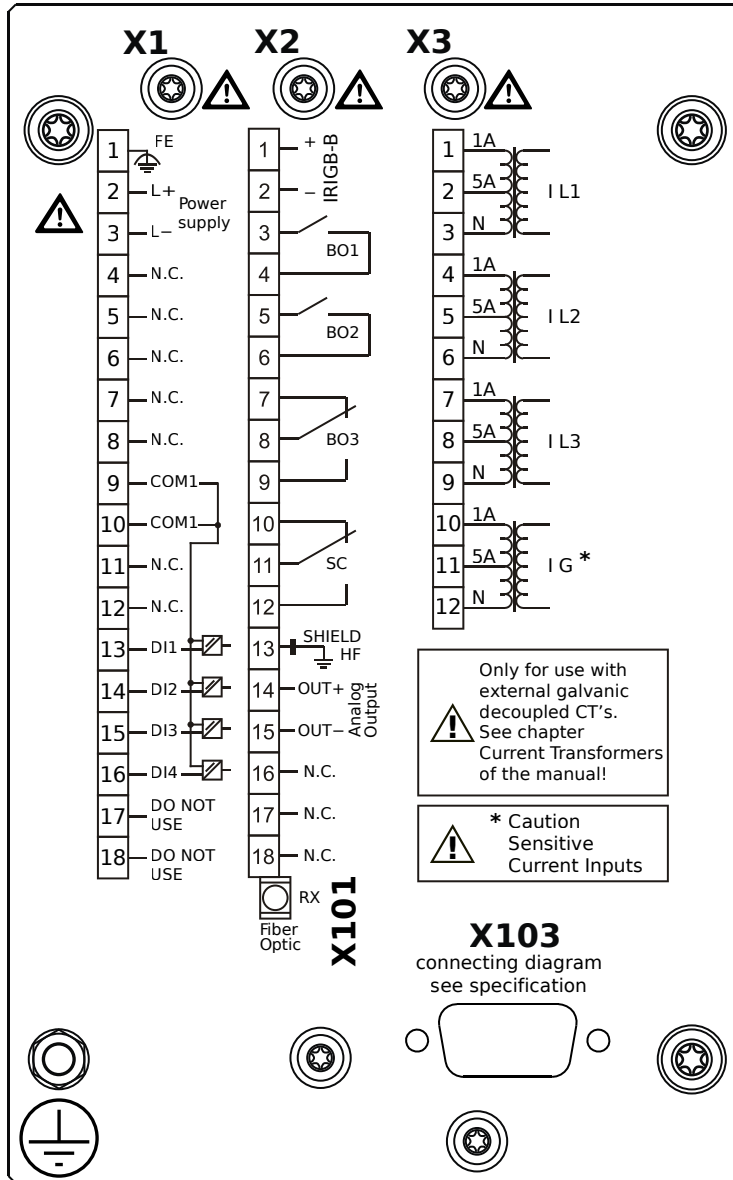 X1
X2
X3
1 FE
2 L+
3 L−
Power
supply
4 N.C.
5 N.C.
6 N.C.
7 N.C.
8 N.C.
9 COM1
10 COM1
11 N.C.
12 N.C.
13 DI1
14 DI2
15 DI3
16 DI4
17 DO NOT
USE
18 DO NOT
USE
1 +
2 −
IRIGB-B
3
BO1
4
5
BO2
6
7
8 BO3
9
10
11 SC
12
13 SHIELD
HF
14 OUT+
15 OUT−
Analog
Output
16 N.C.
17 N.C.
18 N.C.
RX
Fiber
Optic
X101
1 1A
2 5A I L1
3 N
4 1A
5 5A I L2
6 N
7 1A
8 5A I L3
9 N
10 1A
11 5A I G *
12 N
Only for use with
external galvanic
decoupled CT's.
See chapter
Current Transformers
of the manual!
* Caution
Sensitive
Current Inputs
X103
connecting diagram
see specification